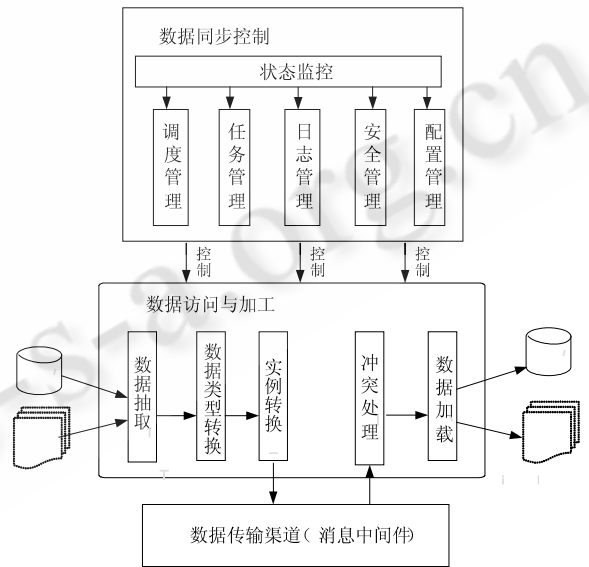 数据同步控制
状态监控
调度管理
任务管理
日志管理
安全管理
配置管理
控制
控制
控制
数据访问与加工
数据抽取
数据类型转换
实例转换
冲突处理
数据加载
数据传输渠道(消息中间件)
c-s-a.org.cn